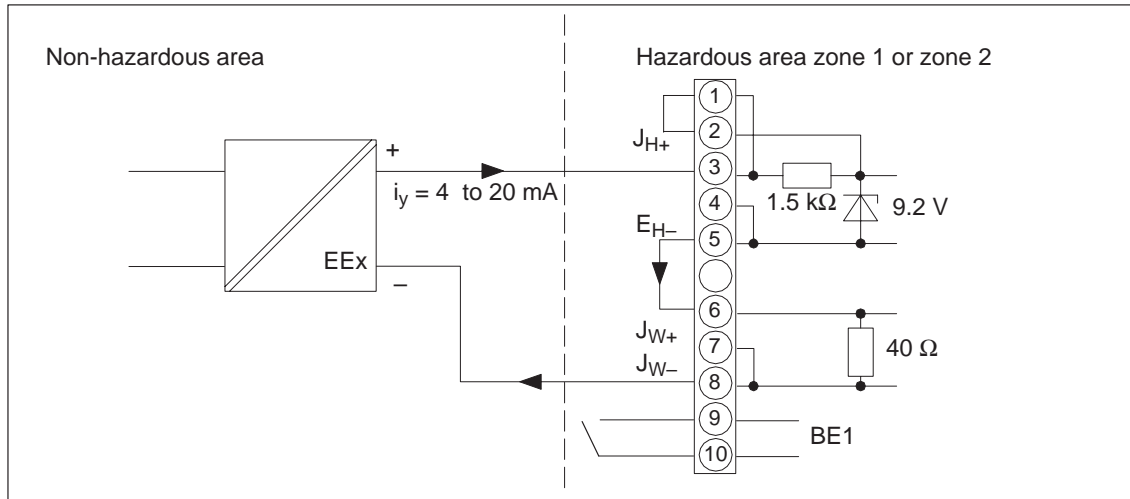 Non-hazardous area
Hazardous area zone 1 or zone 2
1
2
J_H+
+
3
i_y = 4 to 20 mA
1.5 kΩ
9.2 V
4
E_H–
5
EEx
–
6
J_W+
7
40 Ω
J_W–
8
9
BE1
10